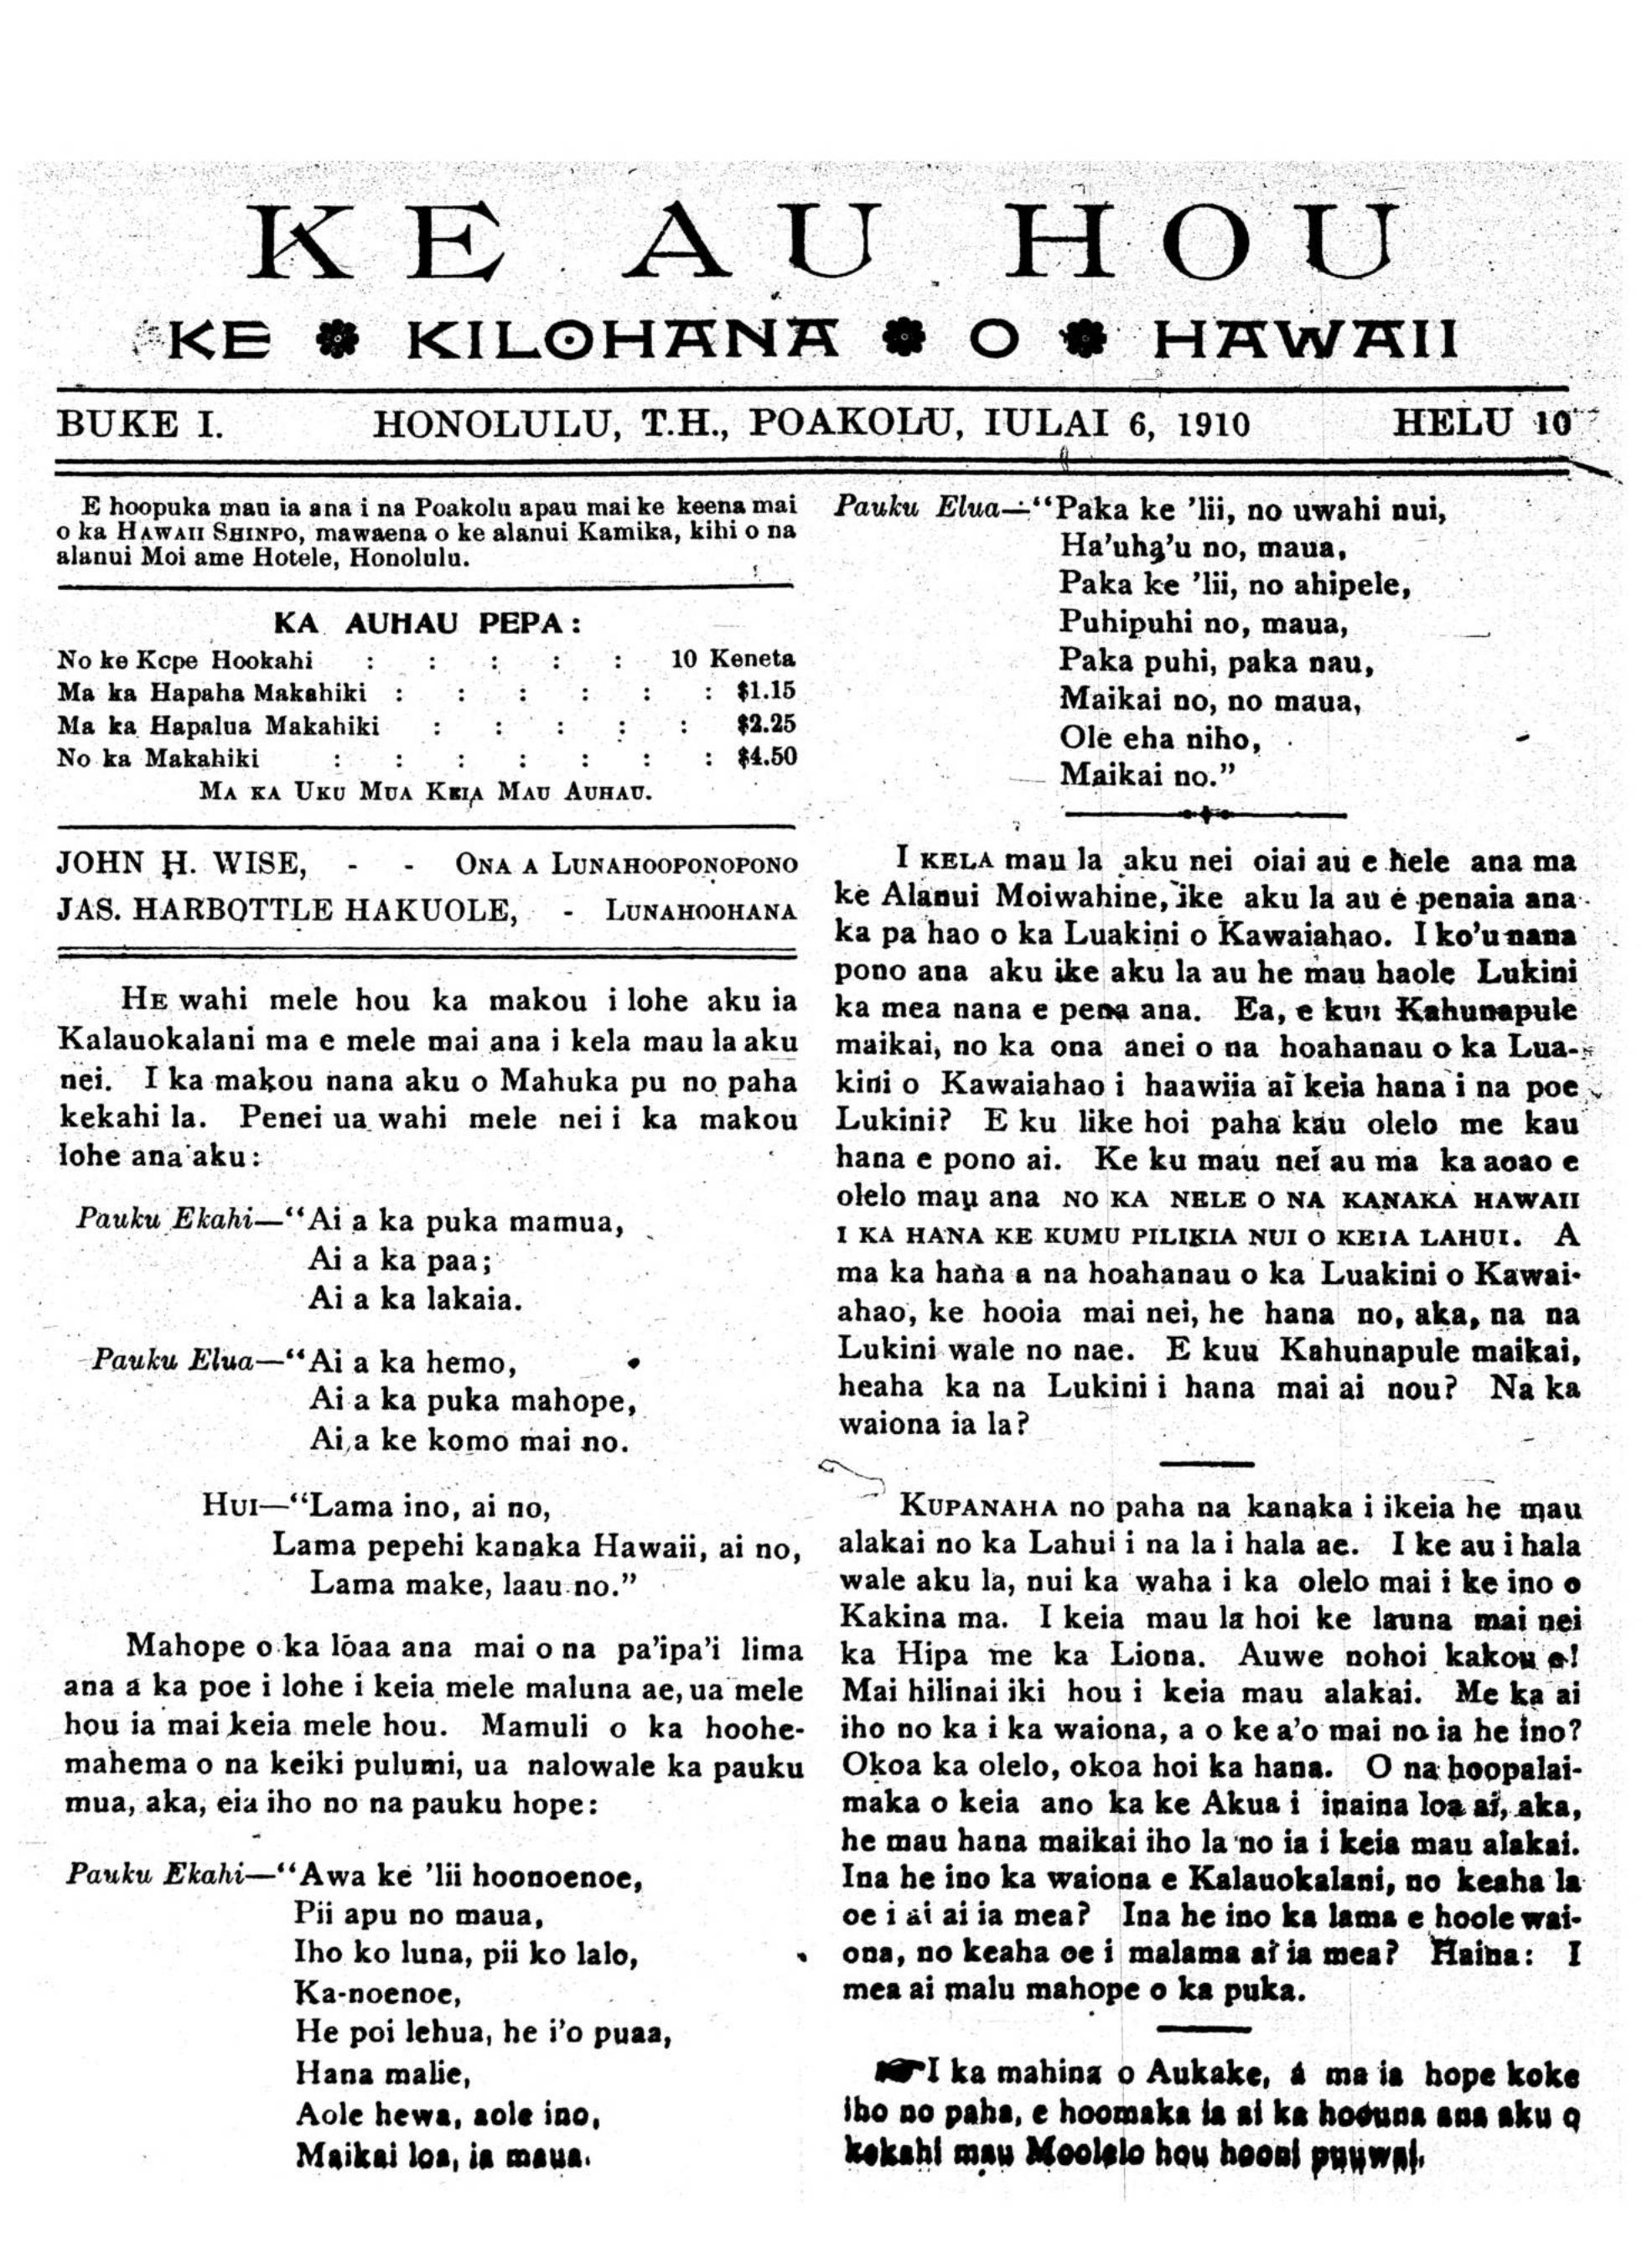 KE AU HOU
KE KILOHANA O HAWAII
BUKE I. HONOLULU, T.H., POAKOLU, IULAI 6, 1910 HELU 10
E hoopuka mau ia ana i na Poakolu apau mai ke keena mai
o ka HAWAII SHINPO, mawaena o ke alanui Kamika, kihi o na
alanui Moi ame Hotele, Honolulu.
KA AUHAU PEPA:
No ke Kope Hookahi : : : : : 10 Keneta
Ma ka Hapaha Makahiki : : : : : : $1.15
Ma ka Hapalua Makahiki : : : : : $2.25
No ka Makahiki : : : : : : : $4.50
MA KA UKU MUA KEIA MAU AUHAU.
JOHN H. WISE, - - ONA A LUNAHOOPONOPONO
JAS. HARBOTTLE HAKUOLE, - LUNAHOOHANA
HE wahi mele hou ka makou i lohe aku ia
Kalauokalani ma e mele mai ana i kela mau la aku
nei. I ka makou nana aku o Mahuka pu no paha
kekahi la. Penei ua wahi mele nei i ka makou
lohe ana aku:
Pauku Ekahi—“Ai a ka puka mamua,
Ai a ka paa;
Ai a ka lakaia.
Pauku Elua—“Ai a ka hemo,
Ai a ka puka mahope,
Ai a ke komo mai no.
HUI—“Lama ino, ai no,
Lama pepehi kanaka Hawaii, ai no,
Lama make, laau no.”
Mahope o ka loaa ana mai o na pa'ipa'i lima
ana a ka poe i lohe i keia mele maluna ae, ua mele
hou ia mai keia mele hou. Mamuli o ka hoohe-
mahema o na keiki pulumi, ua nalowale ka pauku
mua, aka, eia iho no na pauku hope:
Pauku Ekahi—“Awa ke 'lii hoonoenoe,
Pii apu no maua,
Iho ko luna, pii ko lalo,
Ka-noenoe,
He poi lehua, he i'o puaa,
Hana malie,
Aole hewa, aole ino,
Maikai loa, ia maua.
Pauku Elua—“Paka ke 'lii, no uwahi nui,
Ha'uha'u no, maua,
Paka ke 'lii, no ahipele,
Puhipuhi no, maua,
Paka puhi, paka nau,
Maikai no, no maua,
Ole eha niho,
Maikai no.”
I KELA mau la aku nei oiai au e hele ana ma
ke Alanui Moiwahine, ike aku la au e penaia ana
ka pa hao o ka Luakini o Kawaiahao. I ko'u nana
pono ana aku ike aku la au he mau haole Lukini
ka mea nana e pena ana. Ea, e kuu Kahunapule
maikai, no ka ona anei o na hoahanau o ka Lua-
kini o Kawaiahao i haawiia ai keia hana i na poe
Lukini? E ku like hoi paha kau olelo me kau
hana e pono ai. Ke ku mau nei au ma ka aoao e
olelo mau ana NO KA NELE O NA KANAKA HAWAII
I KA HANA KE KUMU PILIKIA NUI O KEIA LAHUI. A
ma ka hana a na hoahanau o ka Luakini o Kawai-
ahao, ke hooia mai nei, he hana no, aka, na na
Lukini wale no nae. E kuu Kahunapule maikai,
heaha ka na Lukini i hana mai ai nou? Na ka
waiona ia la?
KUPANAHA no paha na kanaka i ikeia he mau
alakai no ka Lahui i na la i hala ae. I ke au i hala
wale aku la, nui ka waha i ka olelo mai i ke ino o
Kakina ma. I keia mau la hoi ke launa mai nei
ka Hipa me ka Liona. Auwe nohoi kakou e!
Mai hilinai iki hou i keia mau alakai. Me ka ai
iho no ka i ka waiona, a o ke a'o mai no ia he ino?
Okoa ka olelo, okoa hoi ka hana. O na hoopalai-
maka o keia ano ka ke Akua i inaina loa ai, aka,
he mau hana maikai iho la no ia i keia mau alakai.
Ina he ino ka waiona e Kalauokalani, no keaha la
oe i ai ai ia mea? Ina he ino ka lama e hoole wai-
ona, no keaha oe i malama ai ia mea? Haina: I
mea ai malu mahope o ka puka.
☛I ka mahina o Aukake, a ma ia hope koke
iho no paha, e hoomaka ia ai ka hoouna ana aku o
kekahi mau Moolelo hou hooni puuwai.